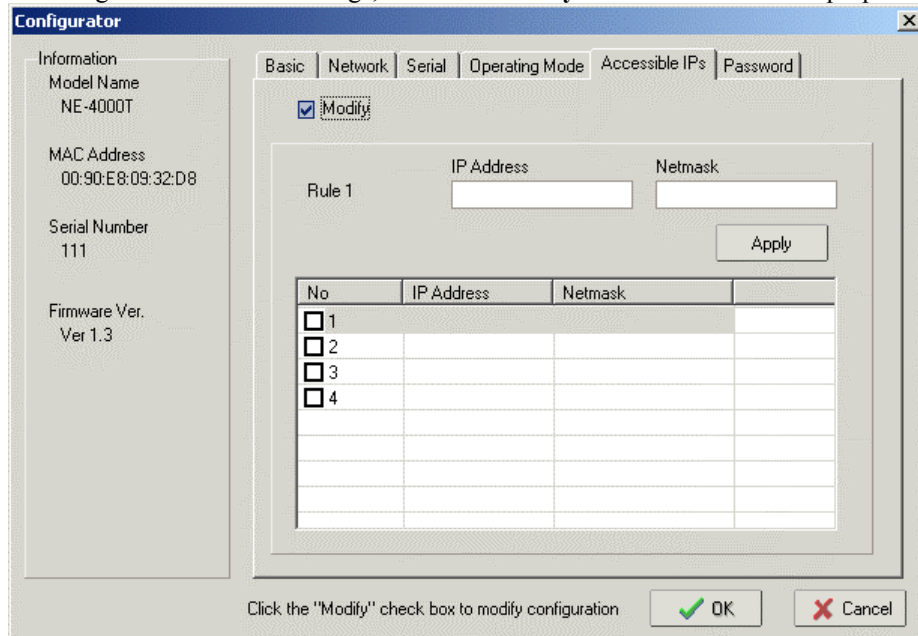 Configurator
Information
Model Name
NE-4000T
MAC Address
00:90:E8:09:32:D8
Serial Number
111
Firmware Ver.
Ver 1.3
Basic Network Serial Operating Mode Accessible IPs Password
Modify
IP Address Netmask
Rule 1
Apply
No IP Address Netmask
1
2
3
4
Click the "Modify" check box to modify configuration OK Cancel